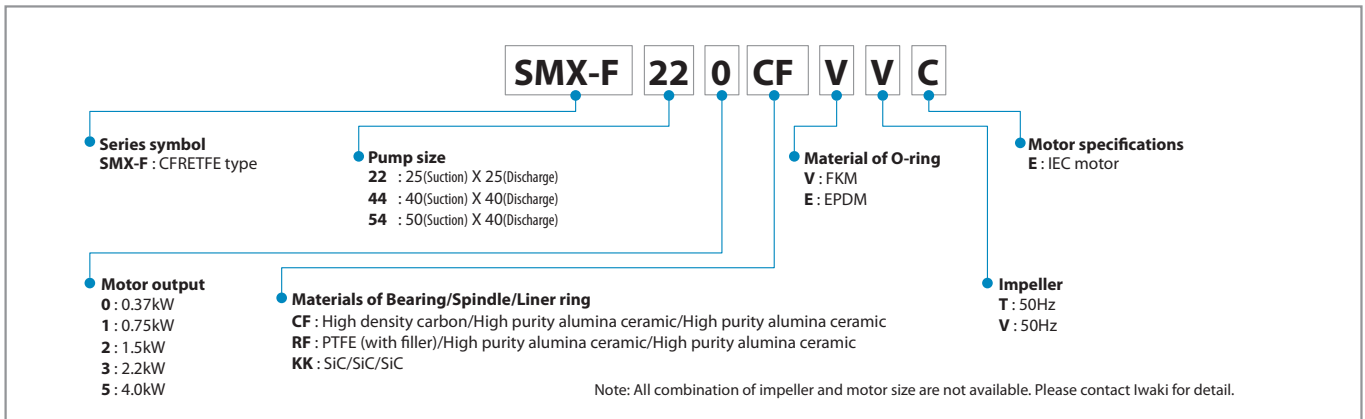 SMX-F 22 0 CF V V C
Series symbol
SMX-F : CFRETFE type
Pump size
22 : 25(Suction) X 25(Discharge)
44 : 40(Suction) X 40(Discharge)
54 : 50(Suction) X 40(Discharge)
Material of O-ring
V : FKM
E : EPDM
Motor specifications
E : IEC motor
Motor output
0 : 0.37kW
1 : 0.75kW
2 : 1.5kW
3 : 2.2kW
5 : 4.0kW
Materials of Bearing/Spindle/Liner ring
CF : High density carbon/High purity alumina ceramic/High purity alumina ceramic
RF : PTFE (with filler)/High purity alumina ceramic/High purity alumina ceramic
KK : SiC/SiC/SiC
Impeller
T : 50Hz
V : 50Hz
Note: All combination of impeller and motor size are not available. Please contact Iwaki for detail.